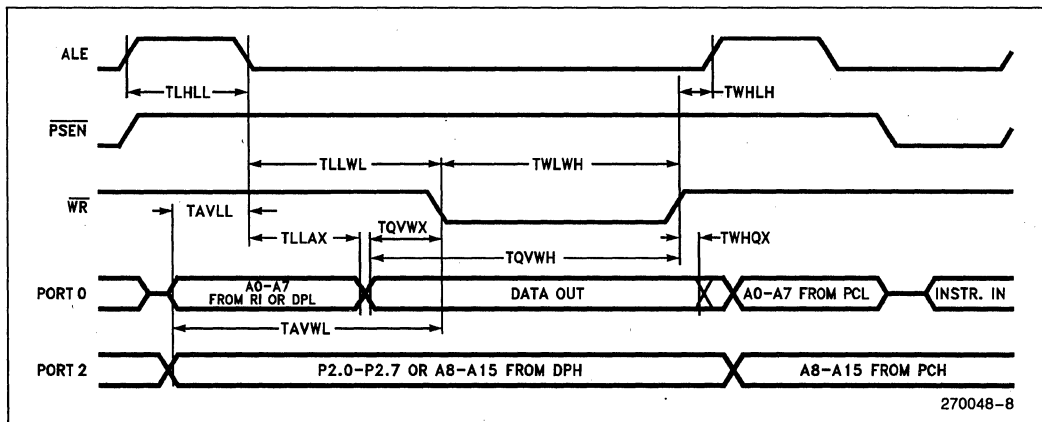 ALE
TLHLL
TWHLH
PSEN
TLLWL
TWLWH
WR
TAVLL
TQVWX
TLLAX
TWHQX
TQVWH
PORT 0
A0-A7
FROM RI OR DPL
DATA OUT
A0-A7 FROM PCL
INSTR. IN
TAVWL
PORT 2
P2.0-P2.7 OR A8-A15 FROM DPH
A8-A15 FROM PCH
270048-8